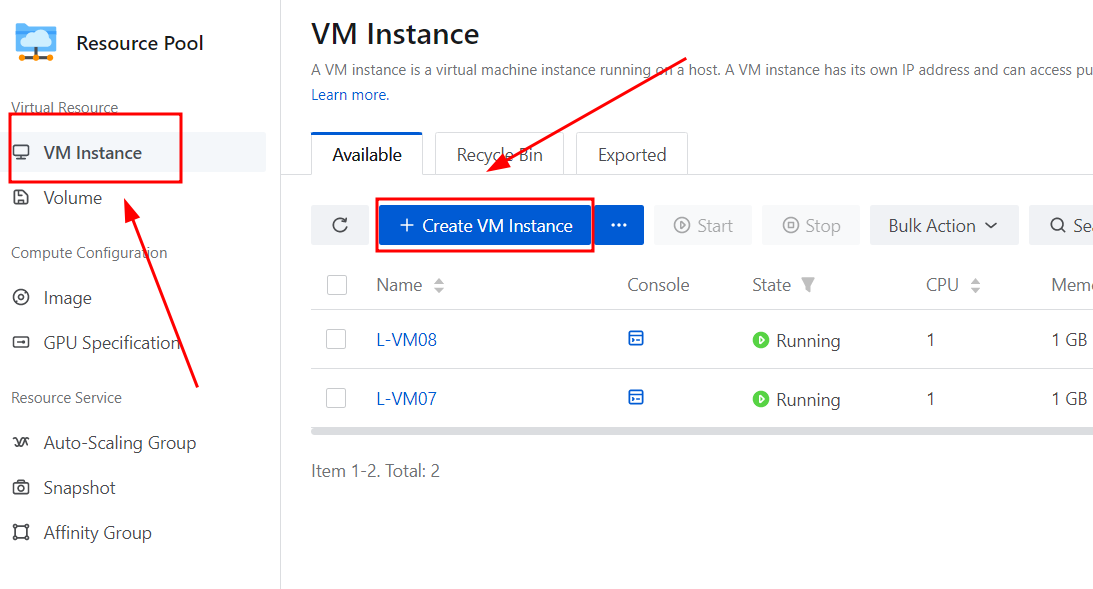 Resource Pool
Virtual Resource
VM Instance
Volume
Compute Configuration
Image
GPU Specification
Resource Service
Auto-Scaling Group
Snapshot
Affinity Group
VM Instance
A VM instance is a virtual machine instance running on a host. A VM instance has its own IP address and can access pu
Learn more.
Available Recycle Bin Exported
+ Create VM Instance ... Start Stop Bulk Action Sea
Name Console State CPU Memo
L-VM08 Running 1 1 GB
L-VM07 Running 1 1 GB
Item 1-2. Total: 2